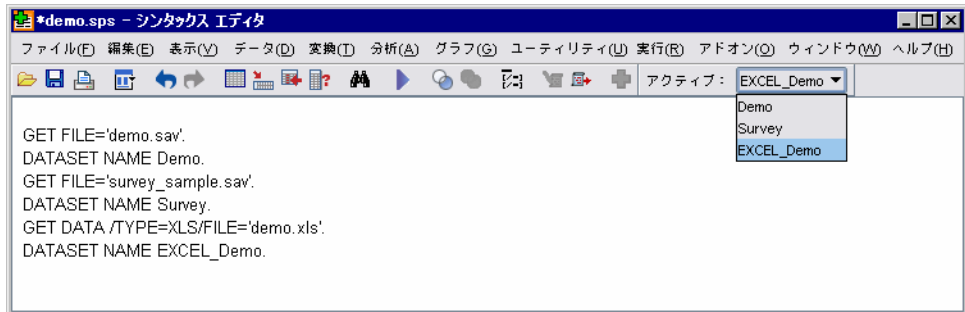 *demo.sps - シンタックス エディタ
ファイル(F) 編集(E) 表示(V) データ(D) 変換(T) 分析(A) グラフ(G) ユーティリティ(U) 実行(R) アドオン(O) ウィンドウ(W) ヘルプ(H)
アクティブ: EXCEL_Demo
Demo
Survey
EXCEL_Demo
GET FILE='demo.sav'.
DATASET NAME Demo.
GET FILE='survey_sample.sav'.
DATASET NAME Survey.
GET DATA /TYPE=XLS/FILE='demo.xls'.
DATASET NAME EXCEL_Demo.